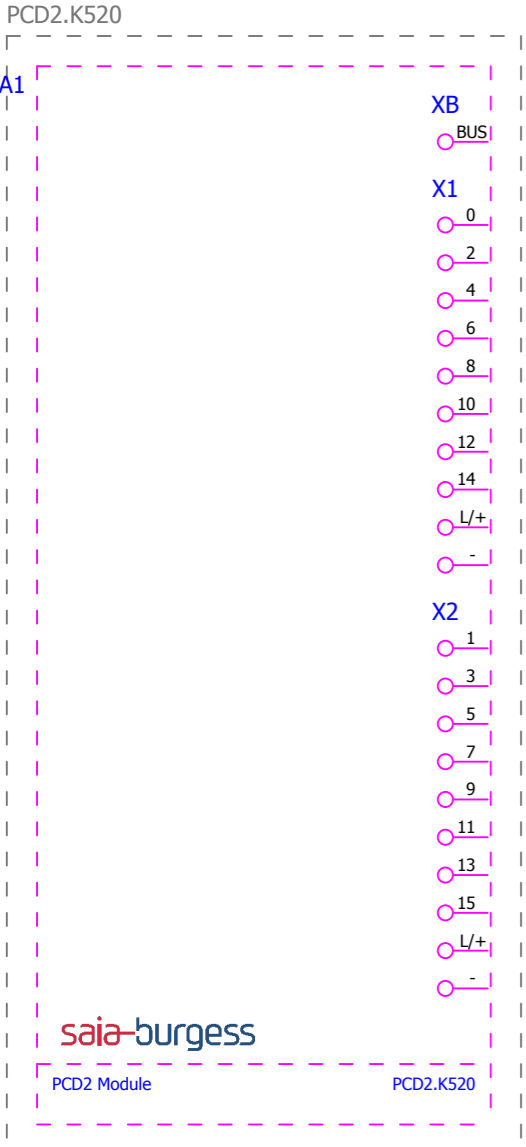 PCD2.K520
A1
XB
BUS
X1
0
2
4
6
8
10
12
14
L/+
-
X2
1
3
5
7
9
11
13
15
L/+
-
saia-burgess
PCD2 Module PCD2.K520